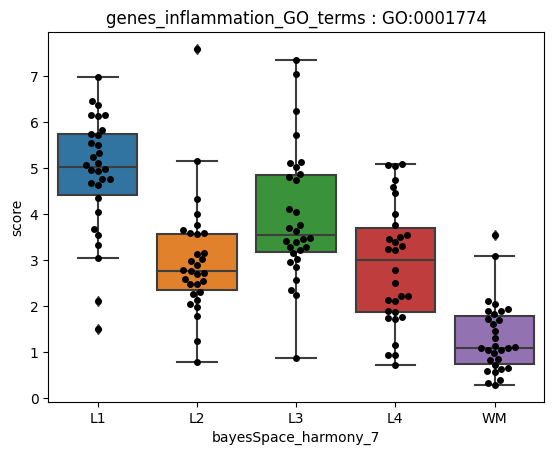 genes_inflammation_GO_terms : GO:0001774
score
7
6
5
4
3
2
1
0
L1 L2 L3 L4 WM
bayesSpace_harmony_7